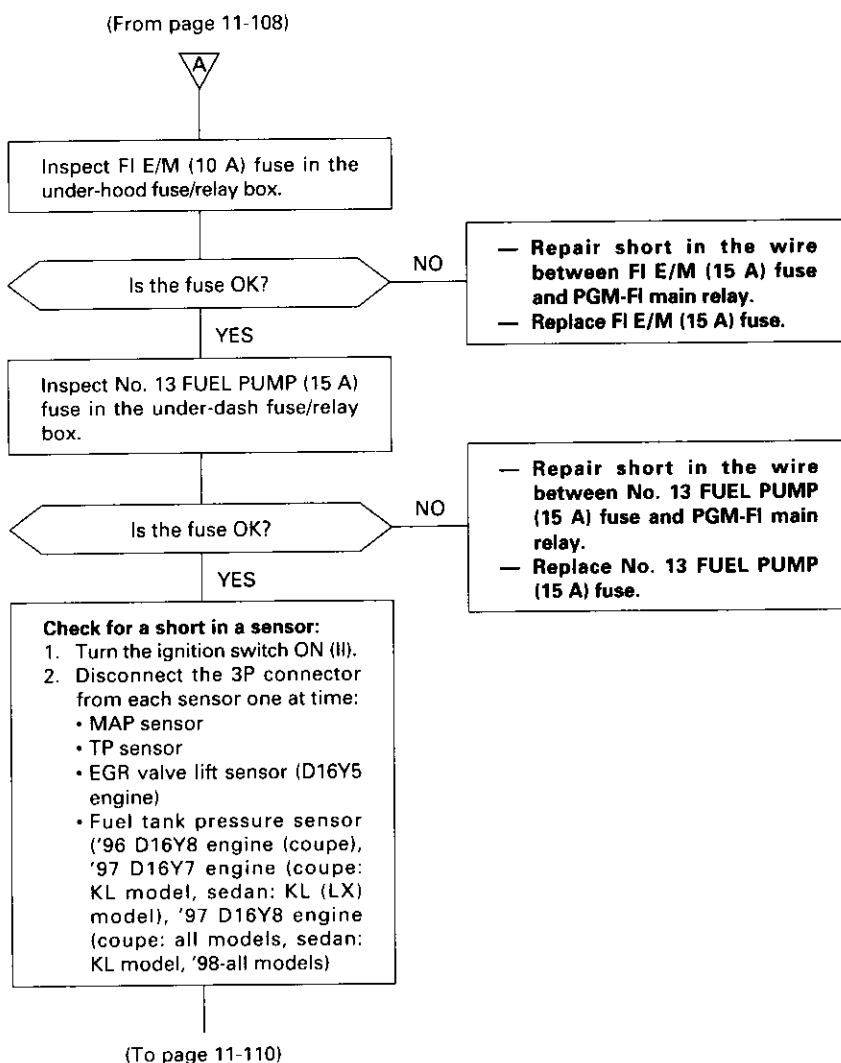 (From page 11-108)
A
Inspect FI E/M (10 A) fuse in the
under-hood fuse/relay box.
Is the fuse OK?
NO
— Repair short in the wire
between FI E/M (15 A) fuse
and PGM-FI main relay.
— Replace FI E/M (15 A) fuse.
YES
Inspect No. 13 FUEL PUMP (15 A)
fuse in the under-dash fuse/relay
box.
Is the fuse OK?
NO
— Repair short in the wire
between No. 13 FUEL PUMP
(15 A) fuse and PGM-FI main
relay.
— Replace No. 13 FUEL PUMP
(15 A) fuse.
YES
Check for a short in a sensor:
1. Turn the ignition switch ON (II).
2. Disconnect the 3P connector
from each sensor one at time:
• MAP sensor
• TP sensor
• EGR valve lift sensor (D16Y5
engine)
• Fuel tank pressure sensor
('96 D16Y8 engine (coupe),
'97 D16Y7 engine (coupe:
KL model, sedan: KL (LX)
model), '97 D16Y8 engine
(coupe: all models, sedan:
KL model, '98-all models)
(To page 11-110)